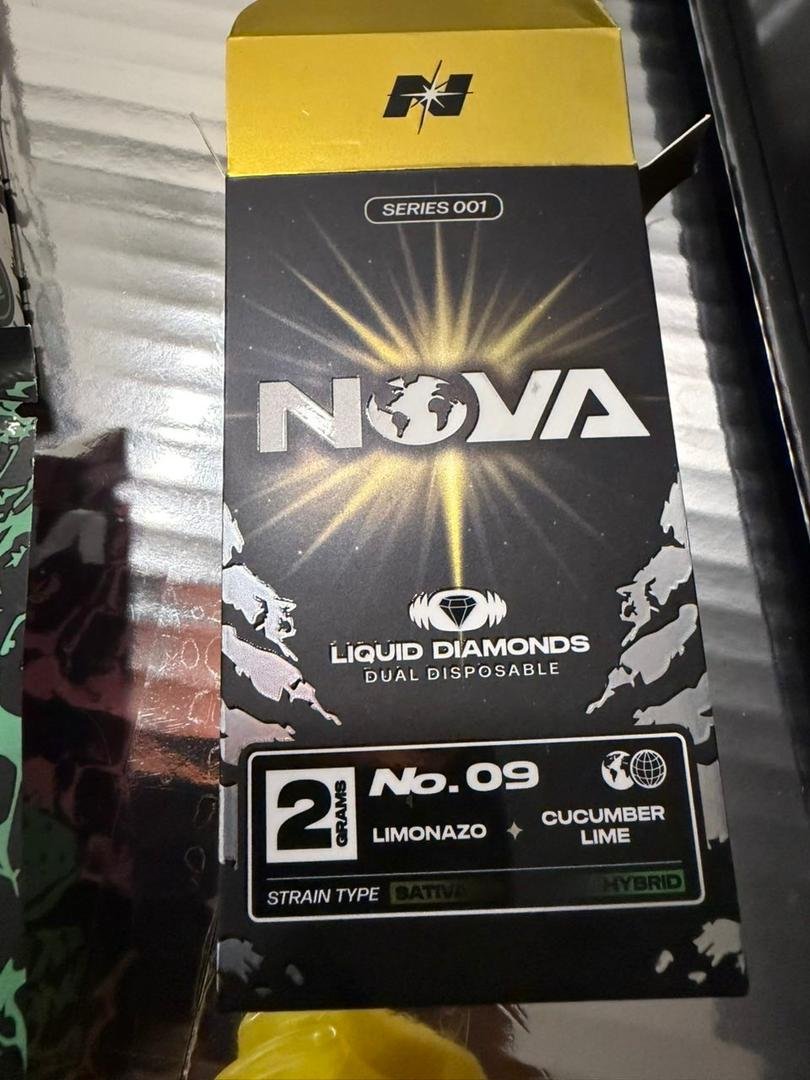 N
SERIES 001
NOVA
LIQUID DIAMONDS
DUAL DISPOSABLE
2 GRAMS
No. 09
LIMONAZO
CUCUMBER
LIME
STRAIN TYPE SATIVA HYBRID